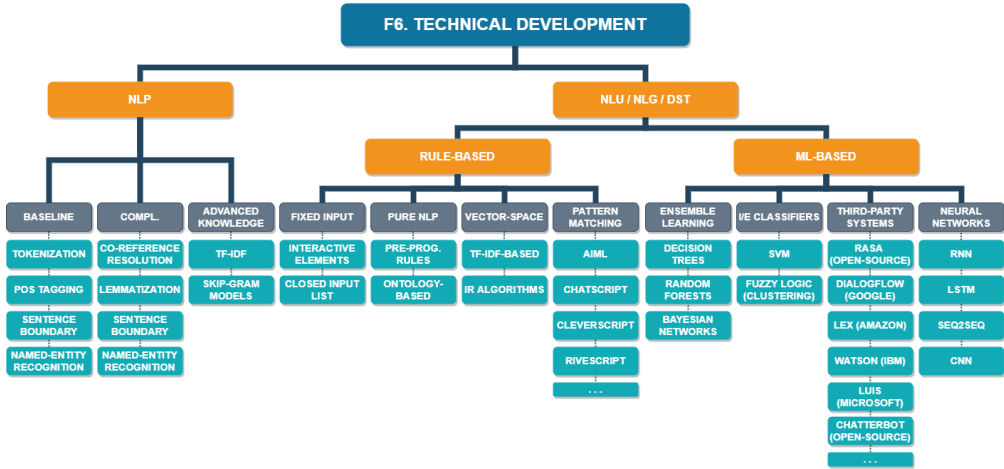 F6. TECHNICAL DEVELOPMENT
NLP
NLU / NLG / DST
RULE-BASED
ML-BASED
BASELINE
COMPL.
ADVANCED
KNOWLEDGE
FIXED INPUT
PURE NLP
VECTOR-SPACE
PATTERN
MATCHING
ENSEMBLE
LEARNING
I/E CLASSIFIERS
THIRD-PARTY
SYSTEMS
NEURAL NETWORKS
TOKENIZATION
POS TAGGING
SENTENCE
BOUNDARY
NAMED-ENTITY
RECOGNITION
CO-REFERENCE
RESOLUTION
LEMMATIZATION
SENTENCE
BOUNDARY
NAMED-ENTITY
RECOGNITION
TF-IDF
SKIP-GRAM
MODELS
INTERACTIVE
ELEMENTS
CLOSED INPUT
LIST
PRE-PROG.
RULES
ONTOLOGY-
BASED
TF-IDF-BASED
IR ALGORITHMS
AIML
CHATSCRIPT
CLEVERSCRIPT
RIVESCRIPT
. . .
DECISION
TREES
RANDOM
FORESTS
BAYESIAN
NETWORKS
SVM
FUZZY LOGIC
(CLUSTERING)
RASA
(OPEN-SOURCE)
DIALOGFLOW
(GOOGLE)
LEX (AMAZON)
WATSON (IBM)
LUIS
(MICROSOFT)
CHATTERBOT
(OPEN-SOURCE)
. . .
RNN
LSTM
SEQ2SEQ
CNN